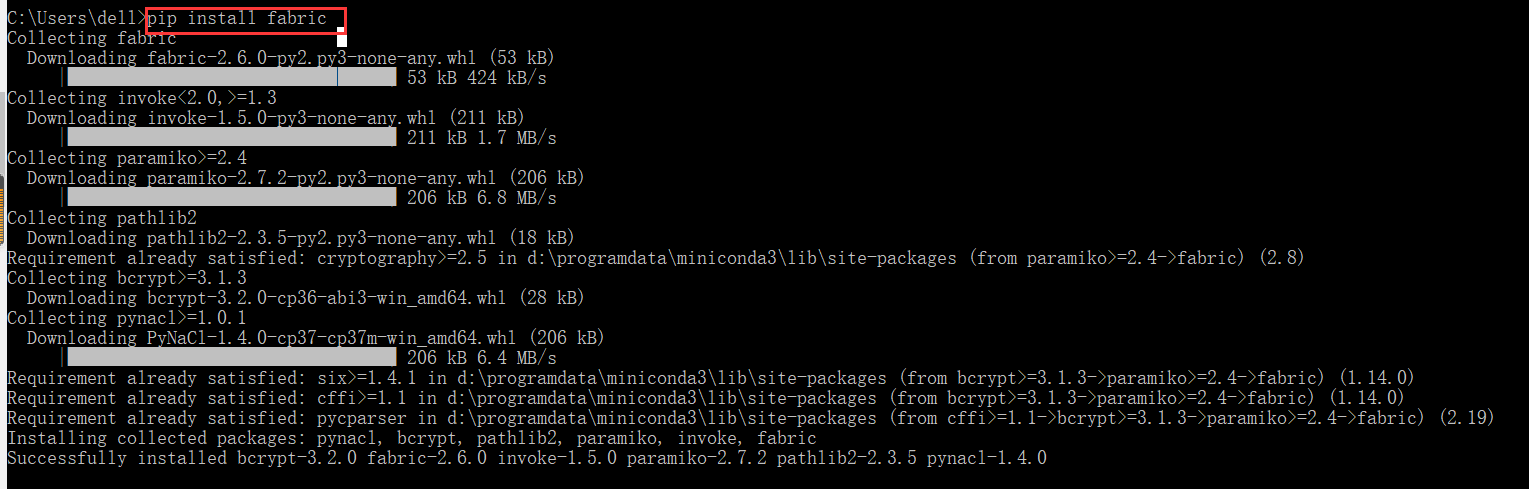 C:\Users\dell>pip install fabric
Collecting fabric
Downloading fabric-2.6.0-py2.py3-none-any.whl (53 kB)
53 kB 424 kB/s
Collecting invoke<2.0,>=1.3
Downloading invoke-1.5.0-py3-none-any.whl (211 kB)
211 kB 1.7 MB/s
Collecting paramiko>=2.4
Downloading paramiko-2.7.2-py2.py3-none-any.whl (206 kB)
206 kB 6.8 MB/s
Collecting pathlib2
Downloading pathlib2-2.3.5-py2.py3-none-any.whl (18 kB)
Requirement already satisfied: cryptography>=2.5 in d:\programdata\miniconda3\lib\site-packages (from paramiko>=2.4->fabric) (2.8)
Collecting bcrypt>=3.1.3
Downloading bcrypt-3.2.0-cp36-abi3-win_amd64.whl (28 kB)
Collecting pynacl>=1.0.1
Downloading PyNaCl-1.4.0-cp37-cp37m-win_amd64.whl (206 kB)
206 kB 6.4 MB/s
Requirement already satisfied: six>=1.4.1 in d:\programdata\miniconda3\lib\site-packages (from bcrypt>=3.1.3->paramiko>=2.4->fabric) (1.14.0)
Requirement already satisfied: cffi>=1.1 in d:\programdata\miniconda3\lib\site-packages (from bcrypt>=3.1.3->paramiko>=2.4->fabric) (1.14.0)
Requirement already satisfied: pycparser in d:\programdata\miniconda3\lib\site-packages (from cffi>=1.1->bcrypt>=3.1.3->paramiko>=2.4->fabric) (2.19)
Installing collected packages: pynacl, bcrypt, pathlib2, paramiko, invoke, fabric
Successfully installed bcrypt-3.2.0 fabric-2.6.0 invoke-1.5.0 paramiko-2.7.2 pathlib2-2.3.5 pynacl-1.4.0